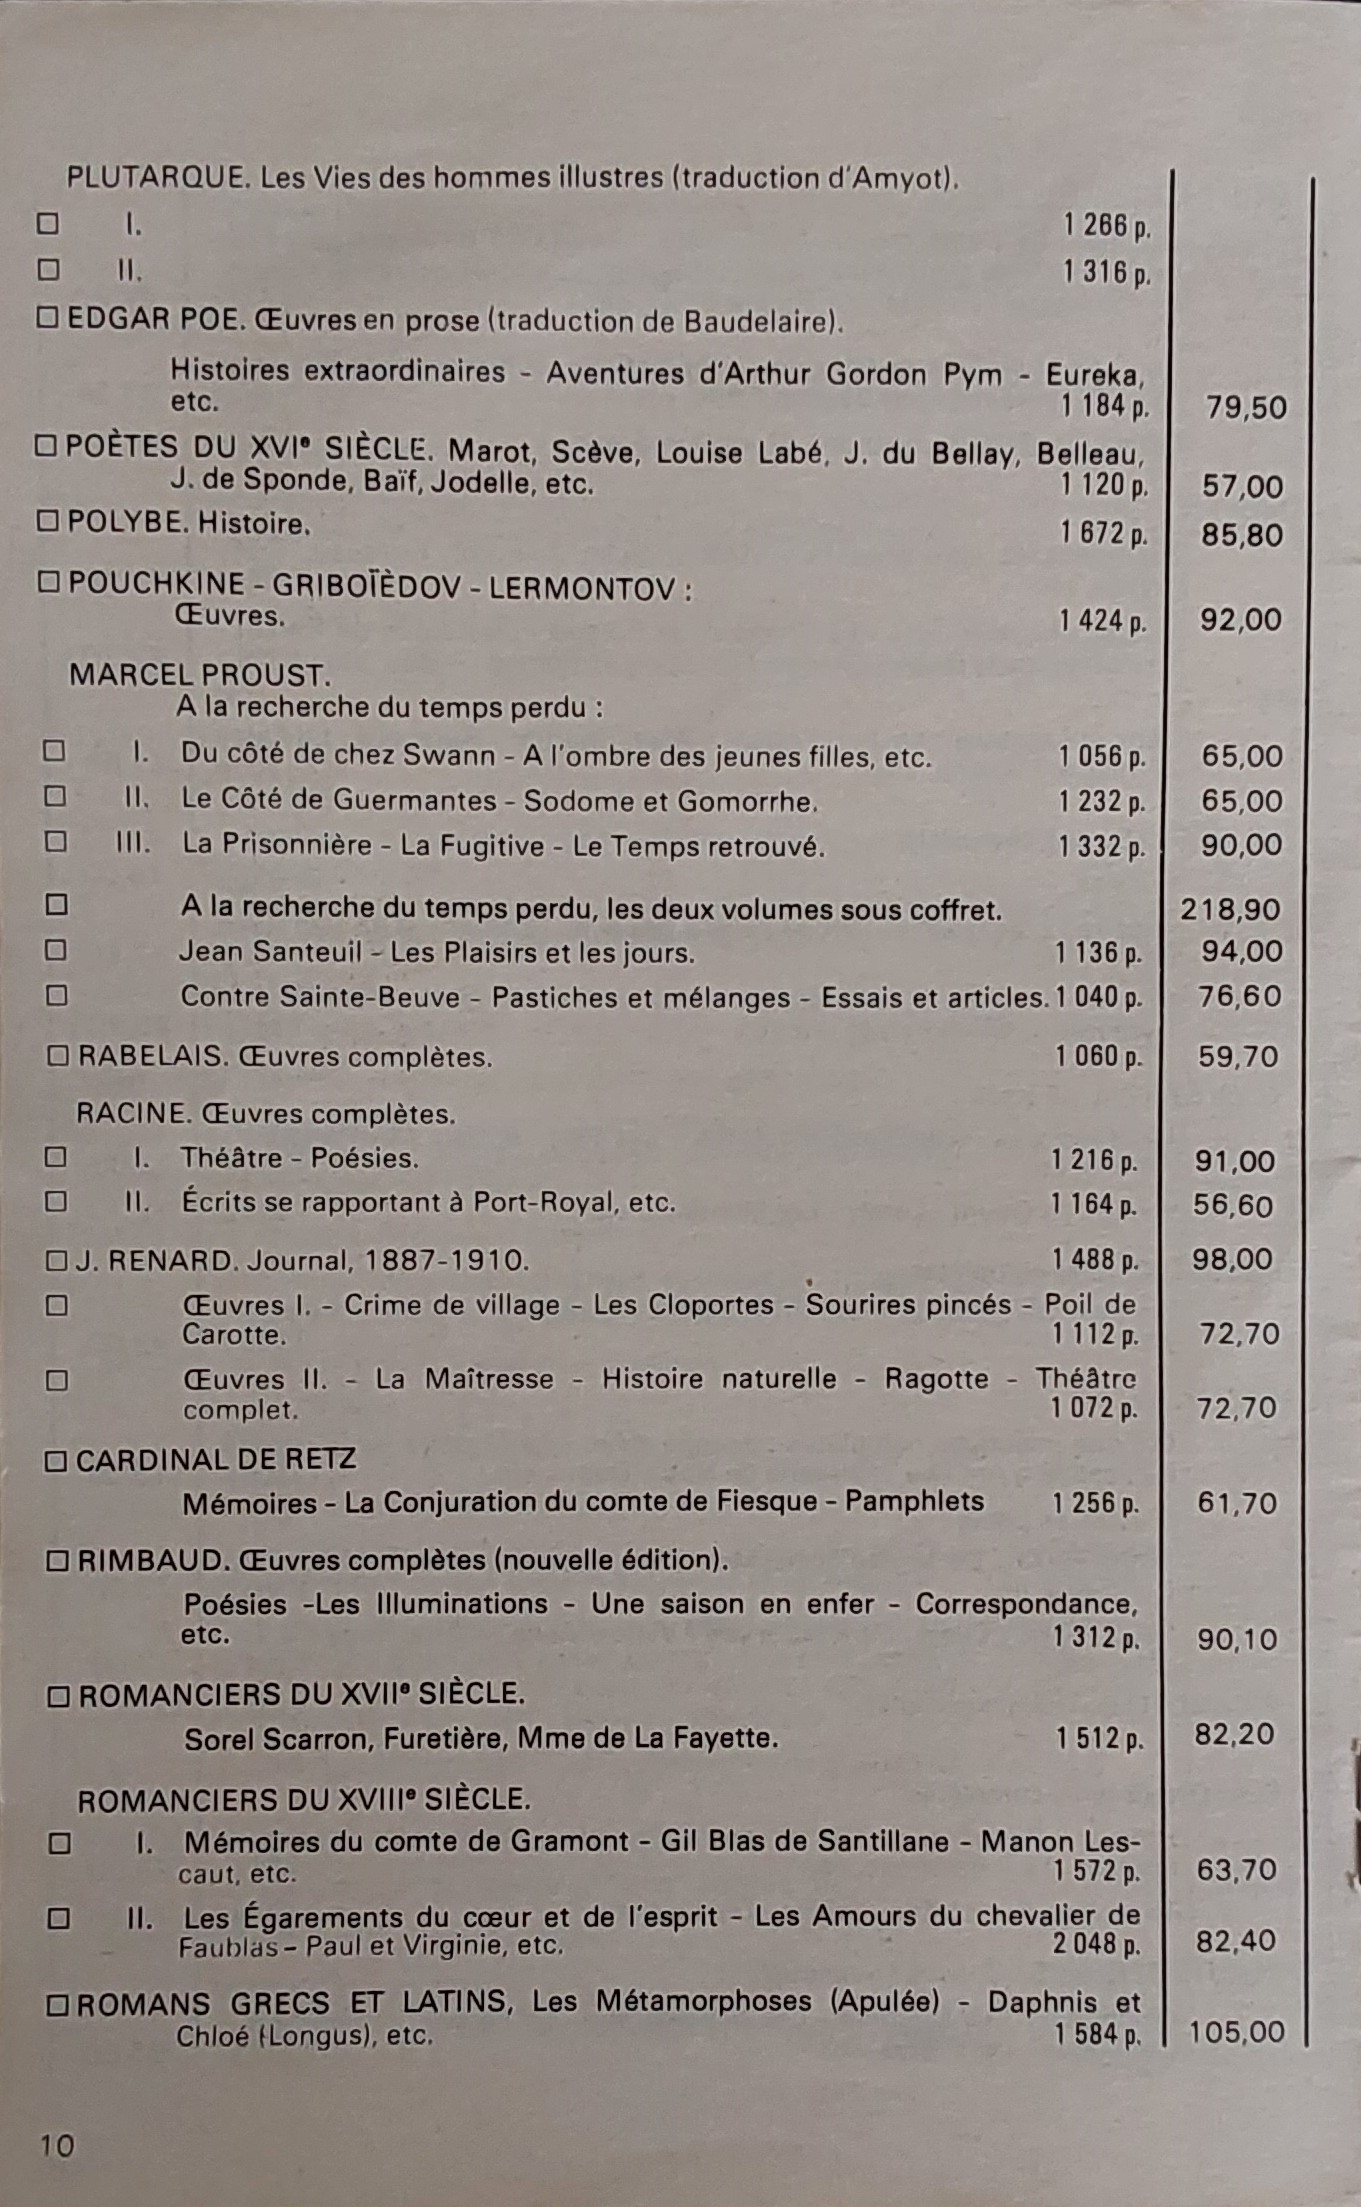 PLUTARQUE. Les Vies des hommes illustres (traduction d'Amyot).
I. 1 266 p.
II. 1 316 p.
EDGAR POE. Œuvres en prose (traduction de Baudelaire).
Histoires extraordinaires - Aventures d'Arthur Gordon Pym - Eureka,
etc. 1 184 p. 79,50
POÈTES DU XVIe SIÈCLE. Marot, Scève, Louise Labé, J. du Bellay, Belleau,
J. de Sponde, Baïf, Jodelle, etc. 1 120 p. 57,00
POLYBE. Histoire. 1 672 p. 85,80
POUCHKINE - GRIBOÏÈDOV - LERMONTOV :
Œuvres. 1 424 p. 92,00
MARCEL PROUST.
A la recherche du temps perdu :
I. Du côté de chez Swann - A l'ombre des jeunes filles, etc. 1 056 p. 65,00
II. Le Côté de Guermantes - Sodome et Gomorrhe. 1 232 p. 65,00
III. La Prisonnière - La Fugitive - Le Temps retrouvé. 1 332 p. 90,00
A la recherche du temps perdu, les deux volumes sous coffret. 218,90
Jean Santeuil - Les Plaisirs et les jours. 1 136 p. 94,00
Contre Sainte-Beuve - Pastiches et mélanges - Essais et articles. 1 040 p. 76,60
RABELAIS. Œuvres complètes. 1 060 p. 59,70
RACINE. Œuvres complètes.
I. Théâtre - Poésies. 1 216 p. 91,00
II. Écrits se rapportant à Port-Royal, etc. 1 164 p. 56,60
J. RENARD. Journal, 1887-1910. 1 488 p. 98,00
Œuvres I. - Crime de village - Les Cloportes - Sourires pincés - Poil de
Carotte. 1 112 p. 72,70
Œuvres II. - La Maîtresse - Histoire naturelle - Ragotte - Théâtre
complet. 1 072 p. 72,70
CARDINAL DE RETZ
Mémoires - La Conjuration du comte de Fiesque - Pamphlets 1 256 p. 61,70
RIMBAUD. Œuvres complètes (nouvelle édition).
Poésies -Les Illuminations - Une saison en enfer - Correspondance,
etc. 1 312 p. 90,10
ROMANCIERS DU XVIIe SIÈCLE.
Sorel Scarron, Furetière, Mme de La Fayette. 1 512 p. 82,20
ROMANCIERS DU XVIIIe SIÈCLE.
I. Mémoires du comte de Gramont - Gil Blas de Santillane - Manon Les-
caut, etc. 1 572 p. 63,70
II. Les Égarements du cœur et de l'esprit - Les Amours du chevalier de
Faublas - Paul et Virginie, etc. 2 048 p. 82,40
ROMANS GRECS ET LATINS, Les Métamorphoses (Apulée) - Daphnis et
Chloé (Longus), etc. 1 584 p. 105,00
10